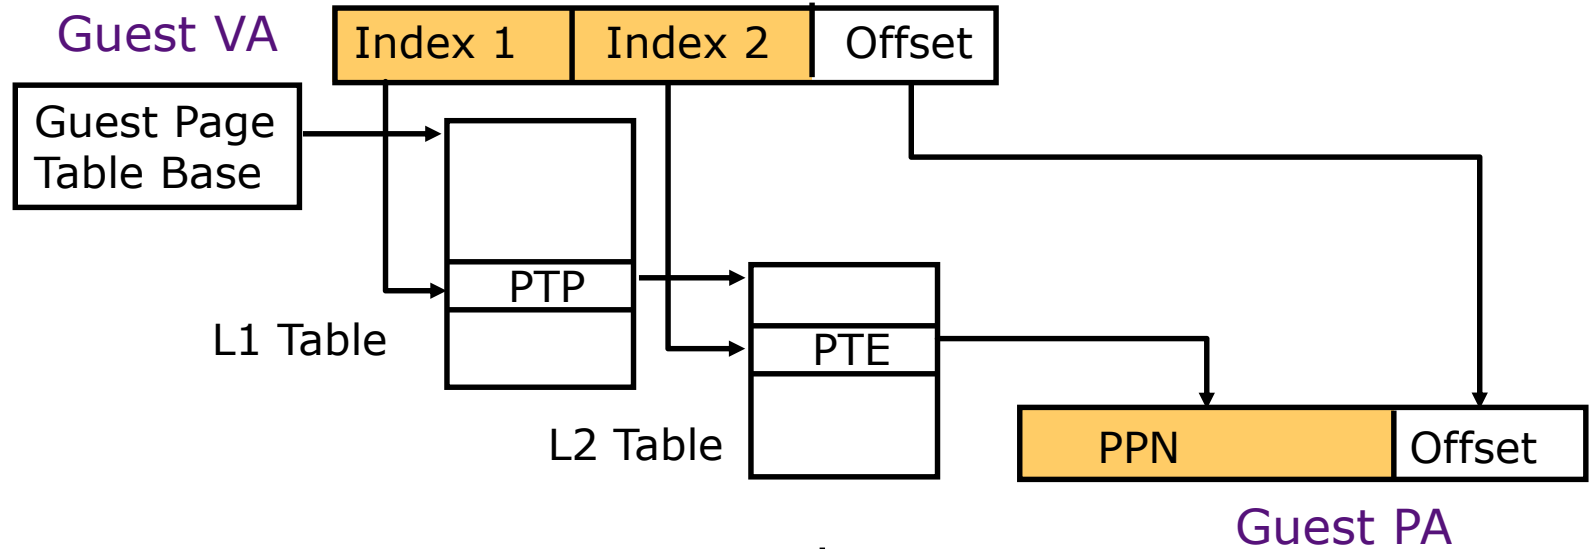 Guest VA
Index 1
Index 2
Offset
Guest Page
Table Base
PTP
L1 Table
PTE
L2 Table
PPN
Offset
Guest PA